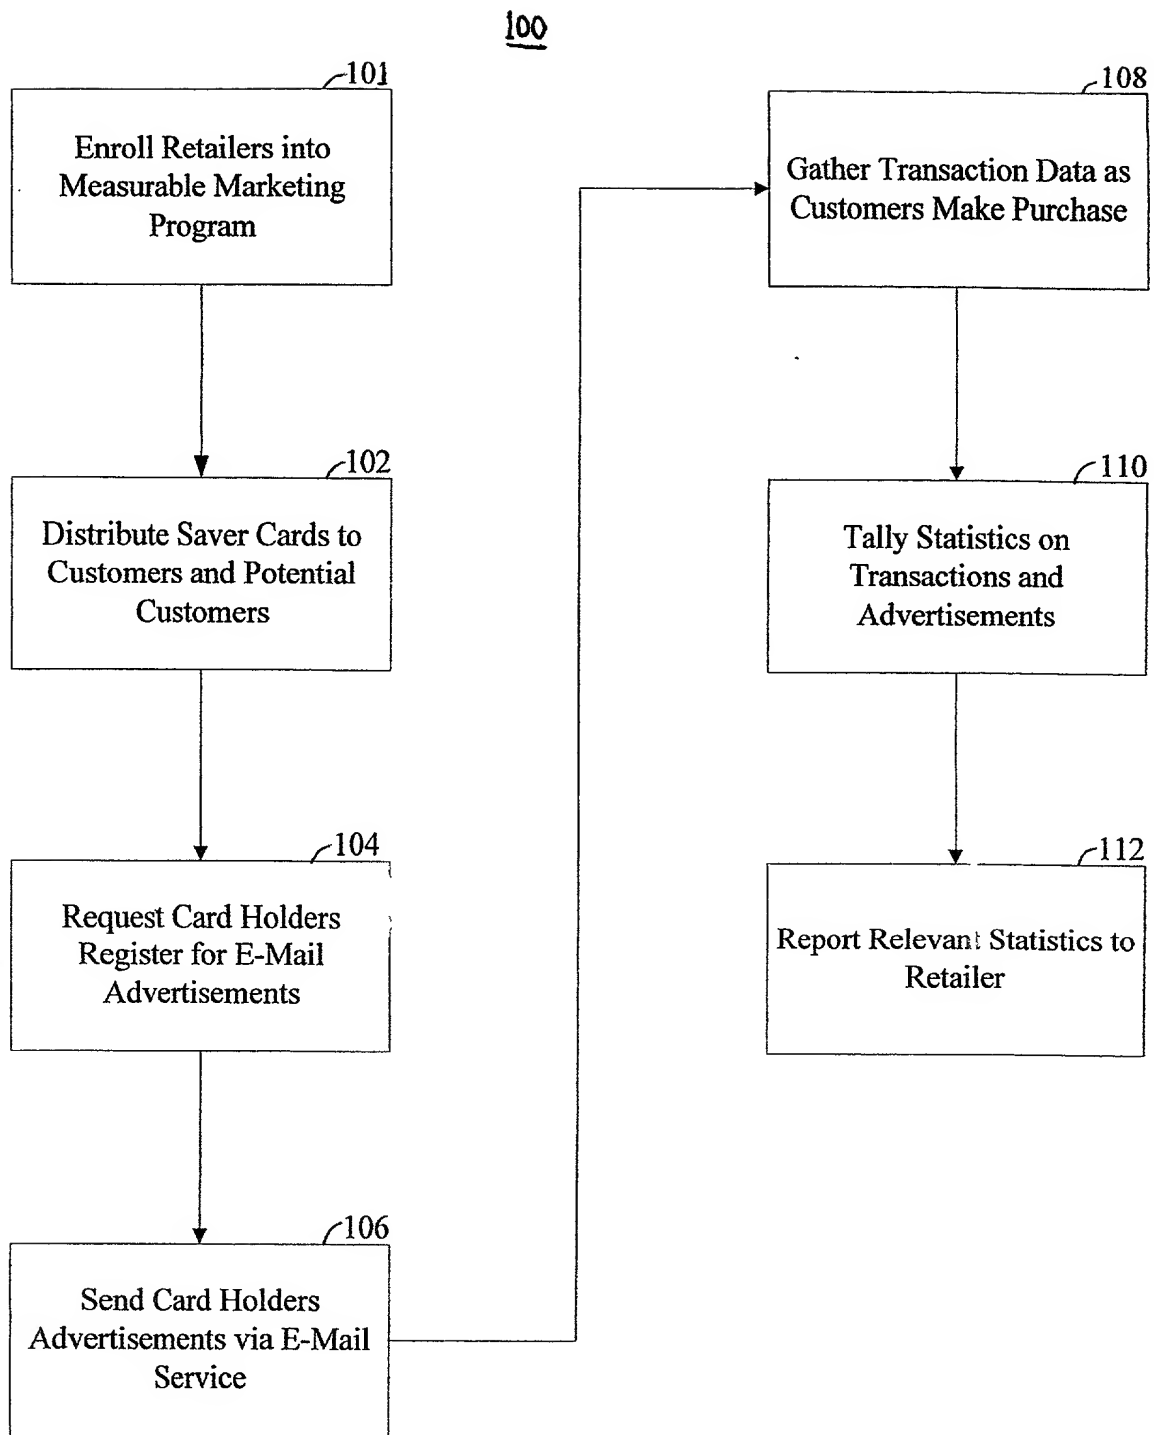 100
101
Enroll Retailers into
Measurable Marketing
Program
102
Distribute Saver Cards to
Customers and Potential
Customers
104
Request Card Holders
Register for E-Mail
Advertisements
106
Send Card Holders
Advertisements via E-Mail
Service
108
Gather Transaction Data as
Customers Make Purchase
110
Tally Statistics on
Transactions and
Advertisements
112
Report Relevant Statistics to
Retailer